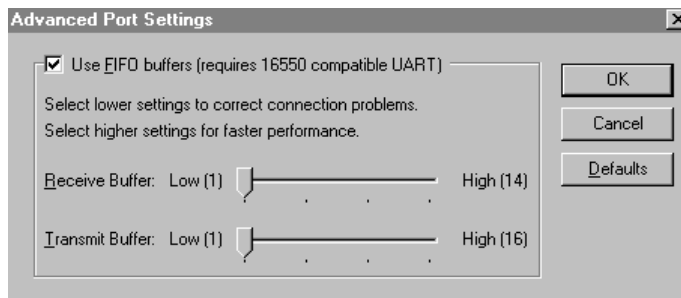 Advanced Port Settings
Use FIFO buffers (requires 16550 compatible UART)
Select lower settings to correct connection problems.
Select higher settings for faster performance.
Receive Buffer: Low (1) High (14)
Transmit Buffer: Low (1) High (16)
OK
Cancel
Defaults